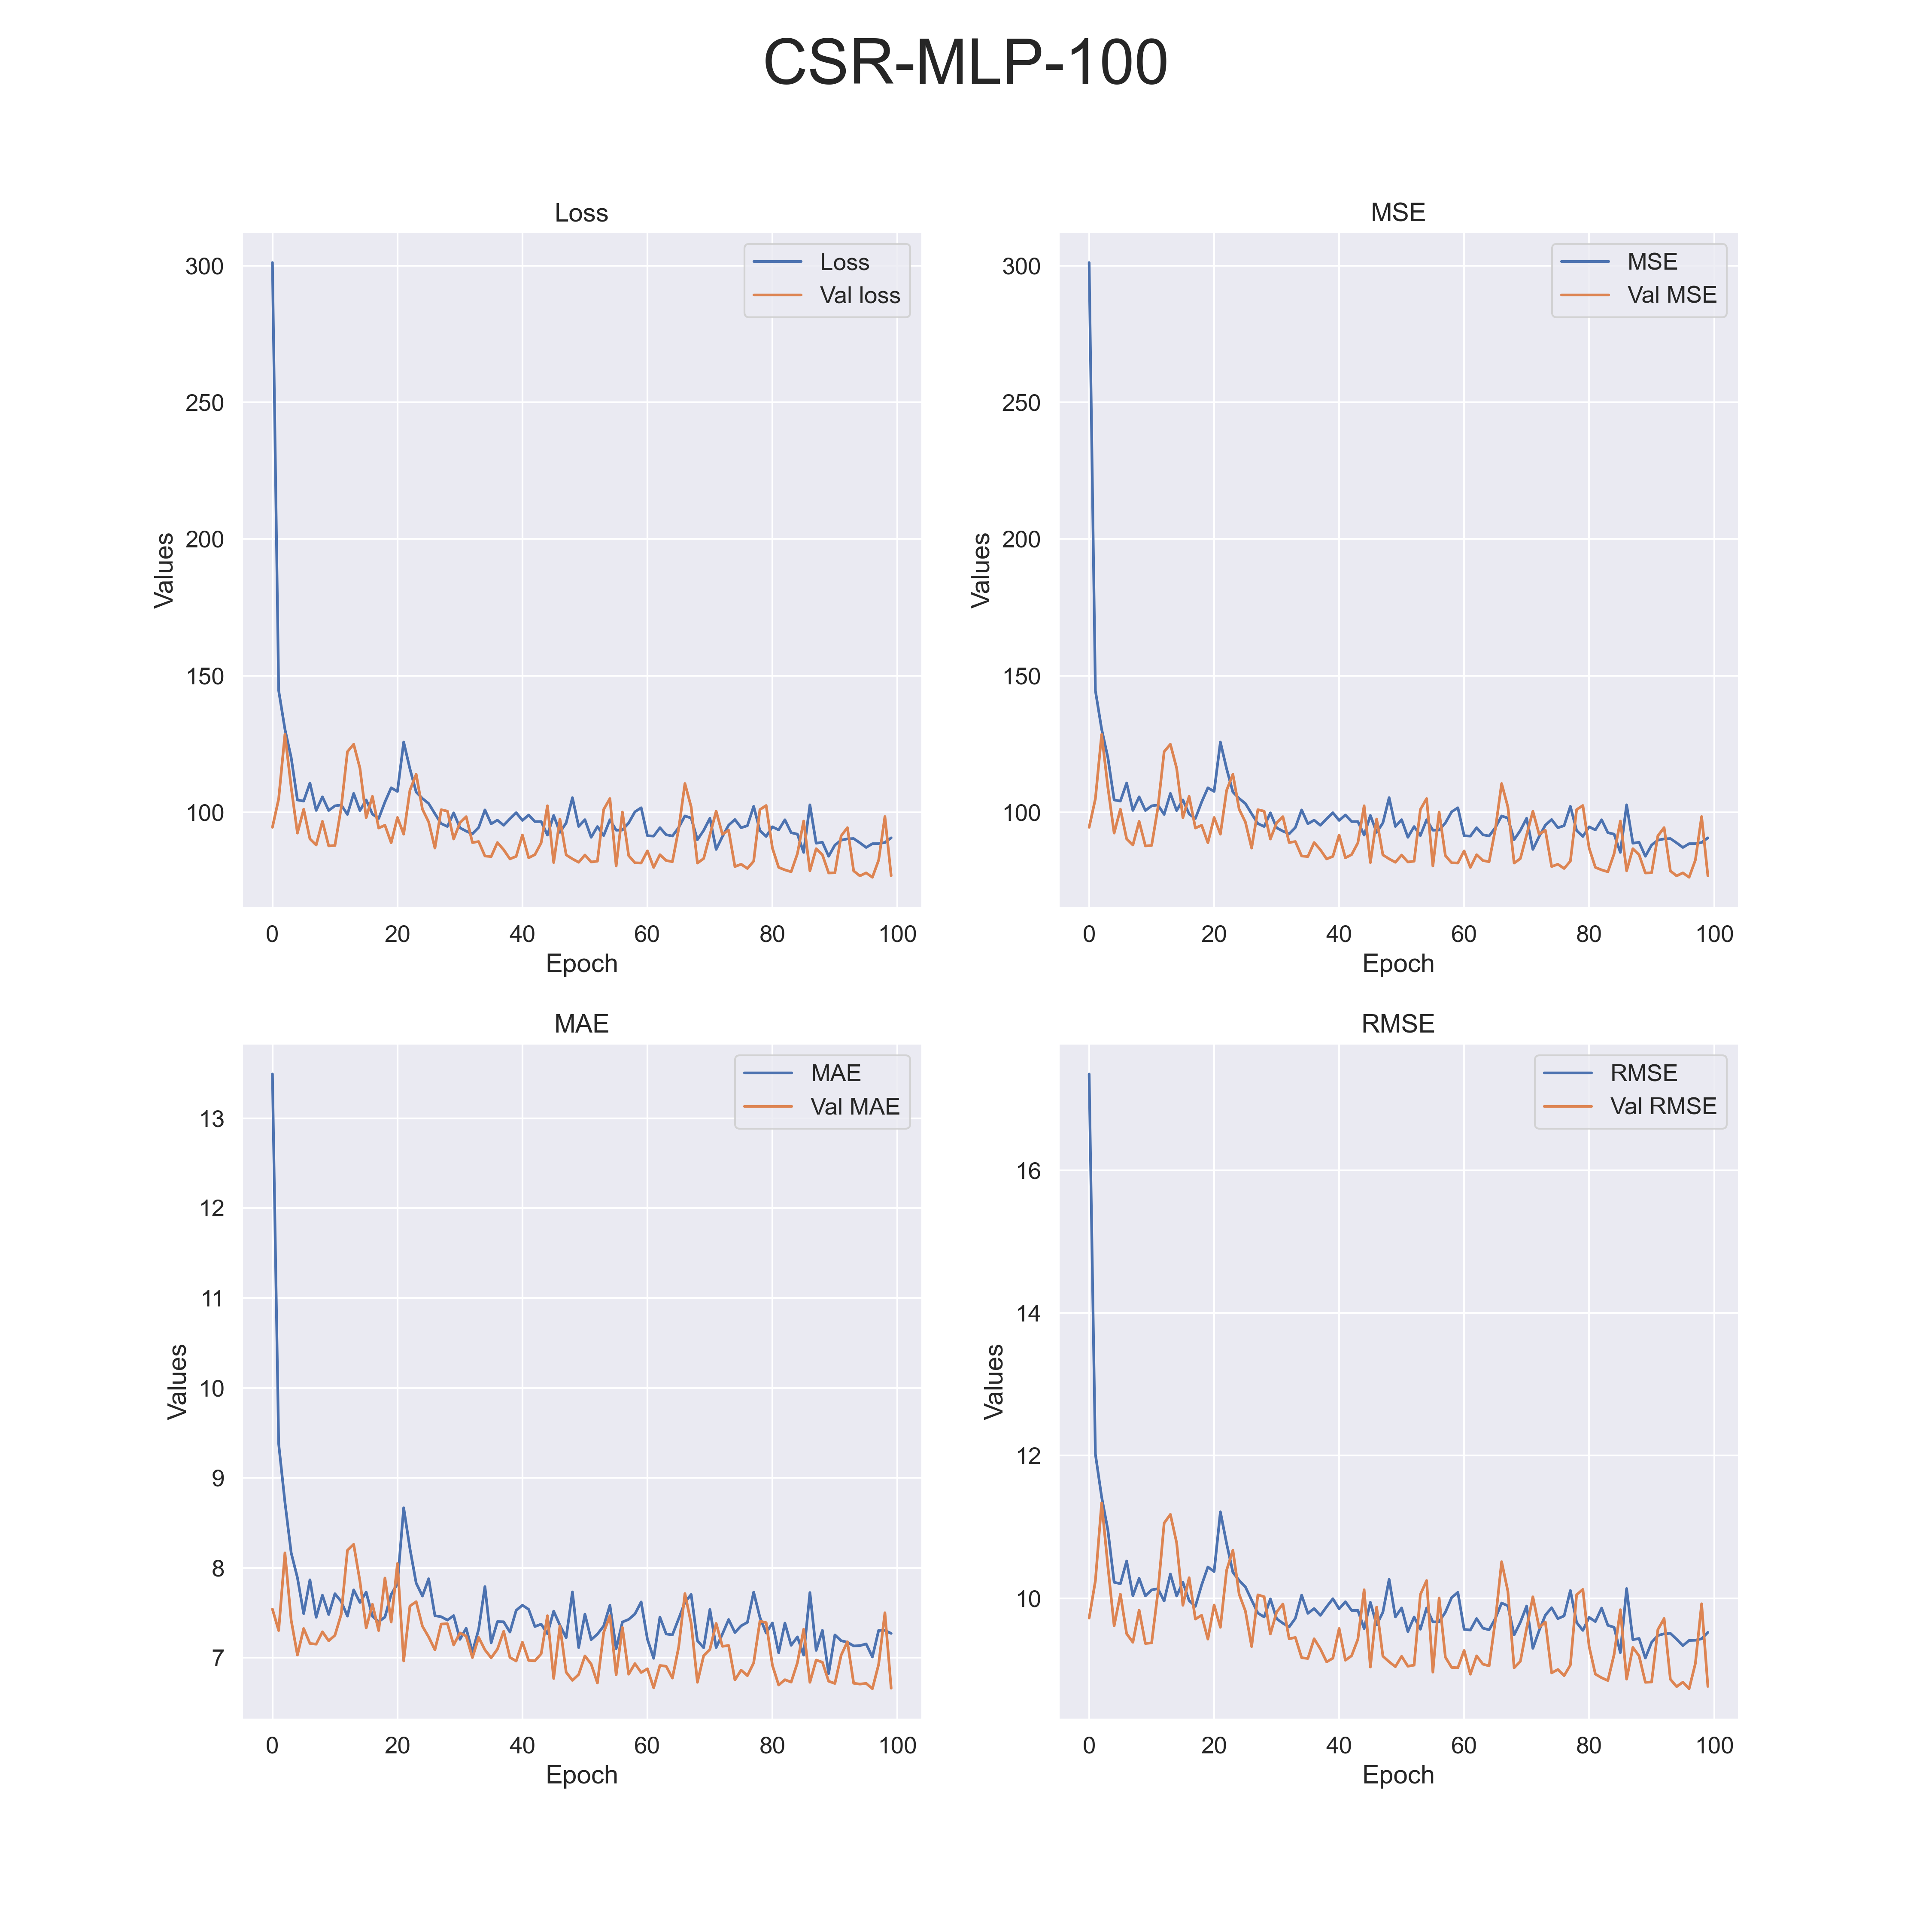 CSR-MLP-100
Loss
300
250
200
150
100
Values
0 20 40 60 80 100
Epoch
Loss
Val loss
MSE
300
250
200
150
100
Values
0 20 40 60 80 100
Epoch
MSE
Val MSE
MAE
13
12
11
10
9
8
7
Values
0 20 40 60 80 100
Epoch
MAE
Val MAE
RMSE
16
14
12
10
Values
0 20 40 60 80 100
Epoch
RMSE
Val RMSE